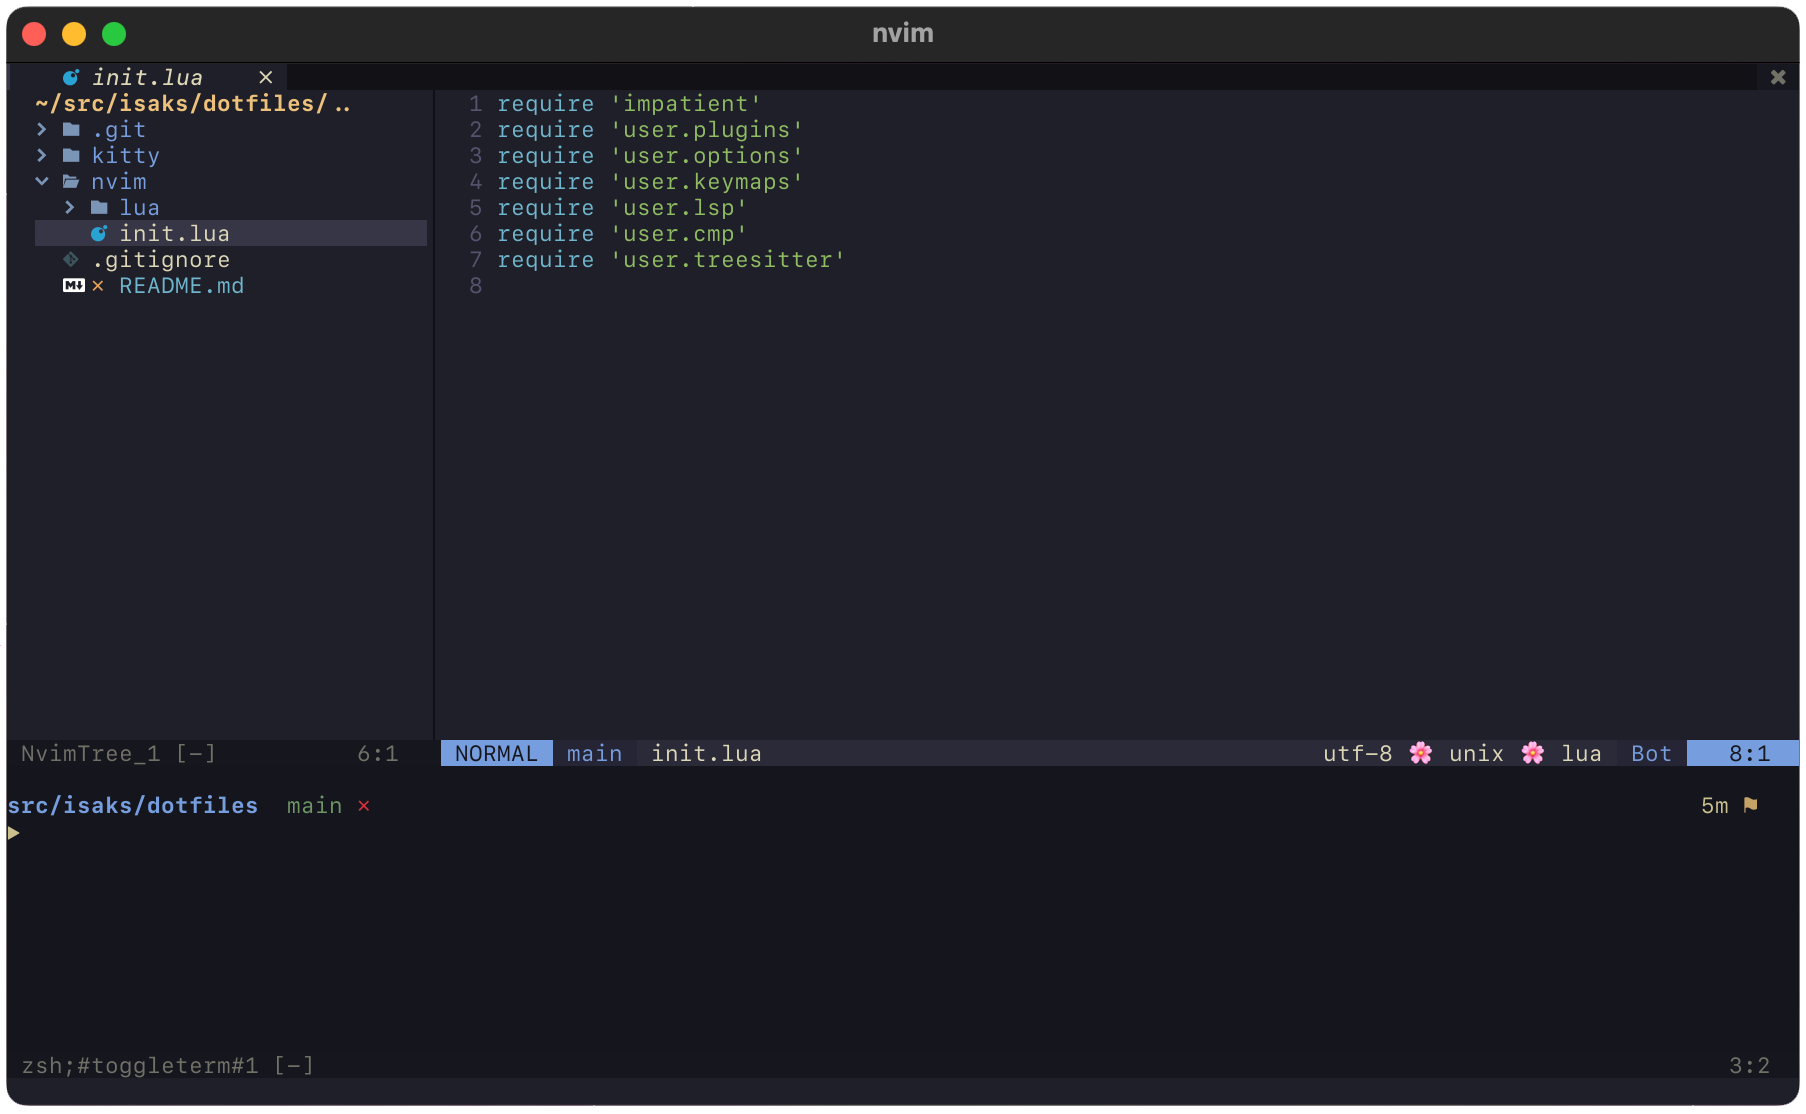 nvim
init.lua
~/src/isaks/dotfiles/..
.git
kitty
nvim
lua
init.lua
.gitignore
README.md
1 require 'impatient'
2 require 'user.plugins'
3 require 'user.options'
4 require 'user.keymaps'
5 require 'user.lsp'
6 require 'user.cmp'
7 require 'user.treesitter'
8
NvimTree_1 [-] 6:1
NORMAL main init.lua utf-8 🌸 unix 🌸 lua Bot 8:1
src/isaks/dotfiles main × 5m
zsh;#toggleterm#1 [-] 3:2